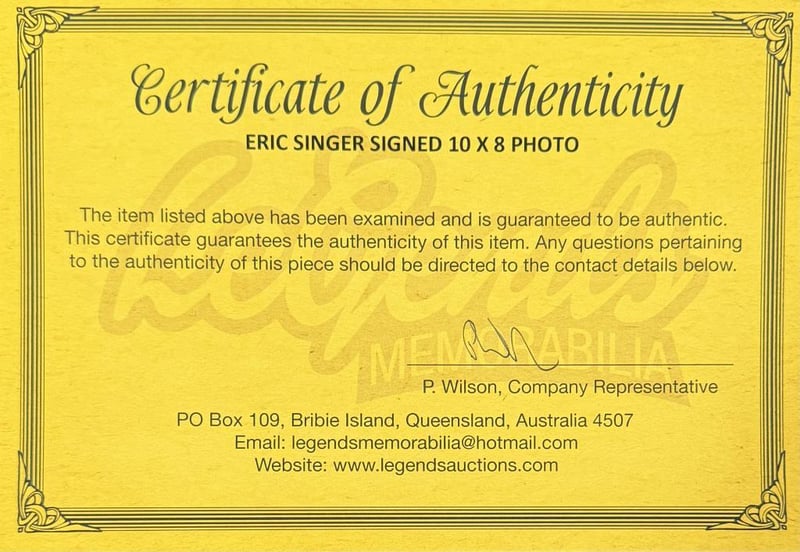 Certificate of Authenticity
ERIC SINGER SIGNED 10 X 8 PHOTO
The item listed above has been examined and is guaranteed to be authentic.
This certificate guarantees the authenticity of this item. Any questions pertaining
to the authenticity of this piece should be directed to the contact details below.
Legends
MEMORABILIA
P. Wilson, Company Representative
PO Box 109, Bribie Island, Queensland, Australia 4507
Email: legendsmemorabilia@hotmail.com
Website: www.legendsauctions.com